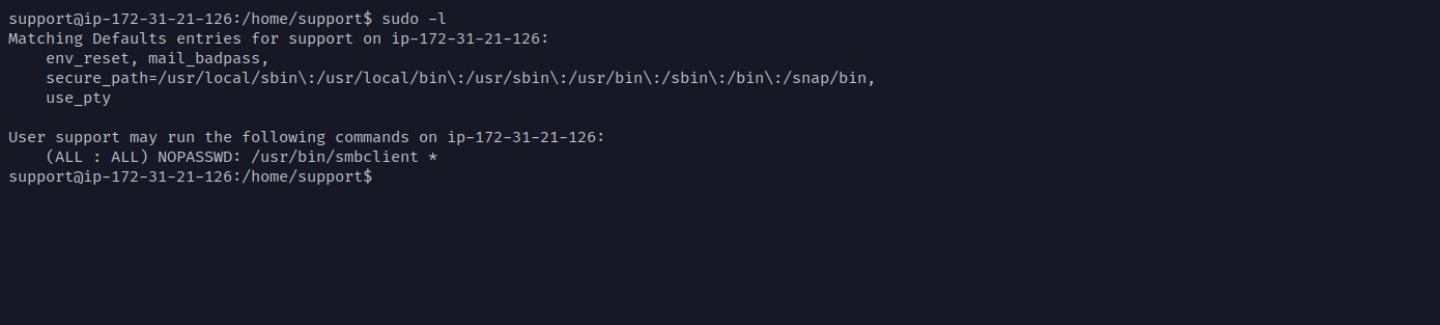 support@ip-172-31-21-126:/home/support$ sudo -l
Matching Defaults entries for support on ip-172-31-21-126:
    env_reset, mail_badpass,
    secure_path=/usr/local/sbin\:/usr/local/bin\:/usr/sbin\:/usr/bin\:/sbin\:/bin\:/snap/bin,
    use_pty

User support may run the following commands on ip-172-31-21-126:
    (ALL : ALL) NOPASSWD: /usr/bin/smbclient *
support@ip-172-31-21-126:/home/support$